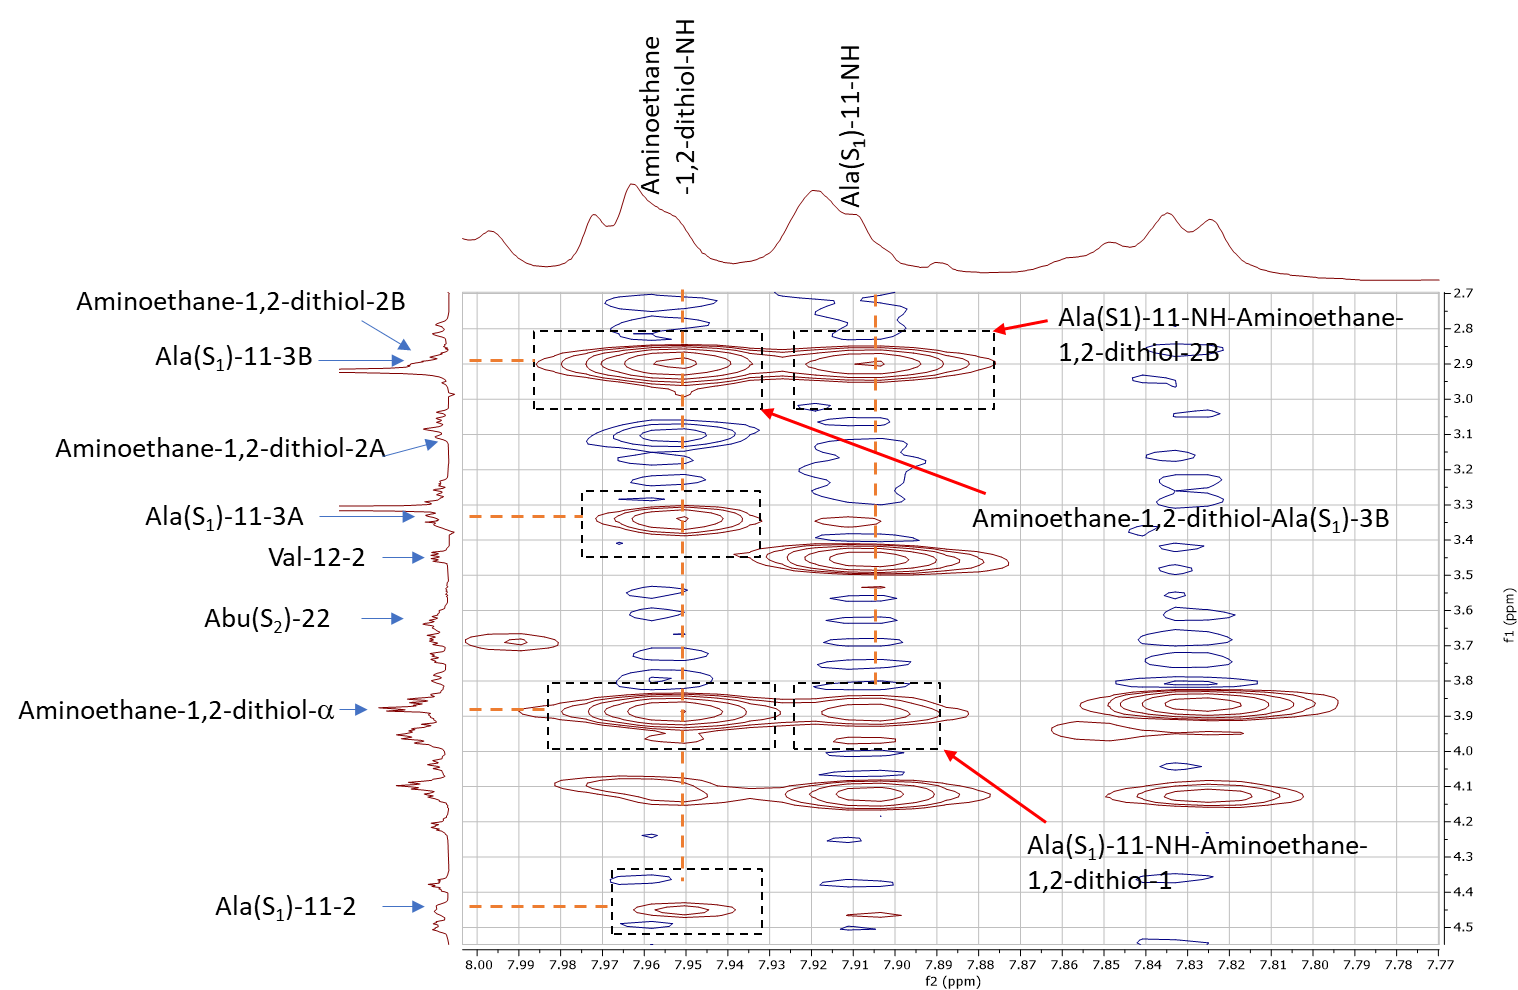 Aminoethane
-1,2-dithiol-NH
Ala(S₁)-11-NH
Aminoethane-1,2-dithiol-2B
Ala(S₁)-11-3B
Aminoethane-1,2-dithiol-2A
Ala(S₁)-11-3A
Val-12-2
Abu(S₂)-22
Aminoethane-1,2-dithiol-α
Ala(S₁)-11-2
Ala(S1)-11-NH-Aminoethane-
1,2-dithiol-2B
Aminoethane-1,2-dithiol-Ala(S₁)-3B
Ala(S₁)-11-NH-Aminoethane-
1,2-dithiol-1
2.7
2.8
2.9
3.0
3.1
3.2
3.3
3.4
3.5
3.6
3.7
3.8
3.9
4.0
4.1
4.2
4.3
4.4
4.5
f1 (ppm)
8.00 7.99 7.98 7.97 7.96 7.95 7.94 7.93 7.92 7.91 7.90 7.89 7.88 7.87 7.86 7.85 7.84 7.83 7.82 7.81 7.80 7.79 7.78 7.77
f2 (ppm)